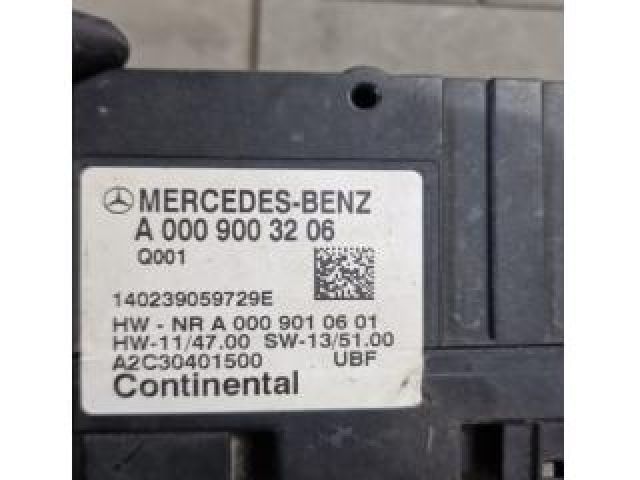 MERCEDES-BENZ
A 000 900 32 06
Q001
140239059729E
HW - NR A 000 901 06 01
HW-11/47.00 SW-13/51.00
A2C30401500 UBF
Continental